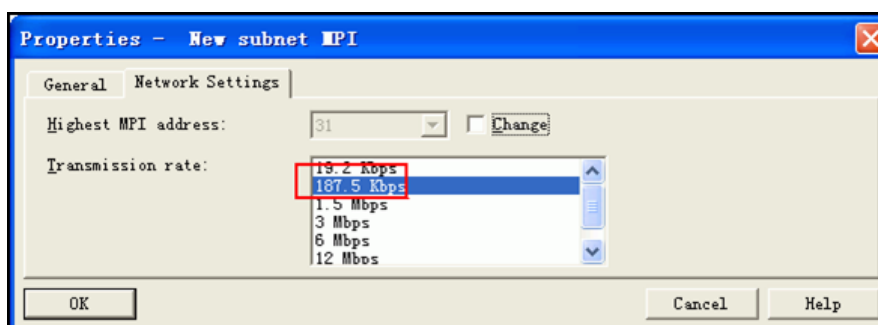 Properties - New subnet MPI
General Network Settings
Highest MPI address: 31 Change
Transmission rate:
19.2 Kbps
187.5 Kbps
1.5 Mbps
3 Mbps
6 Mbps
12 Mbps
OK Cancel Help